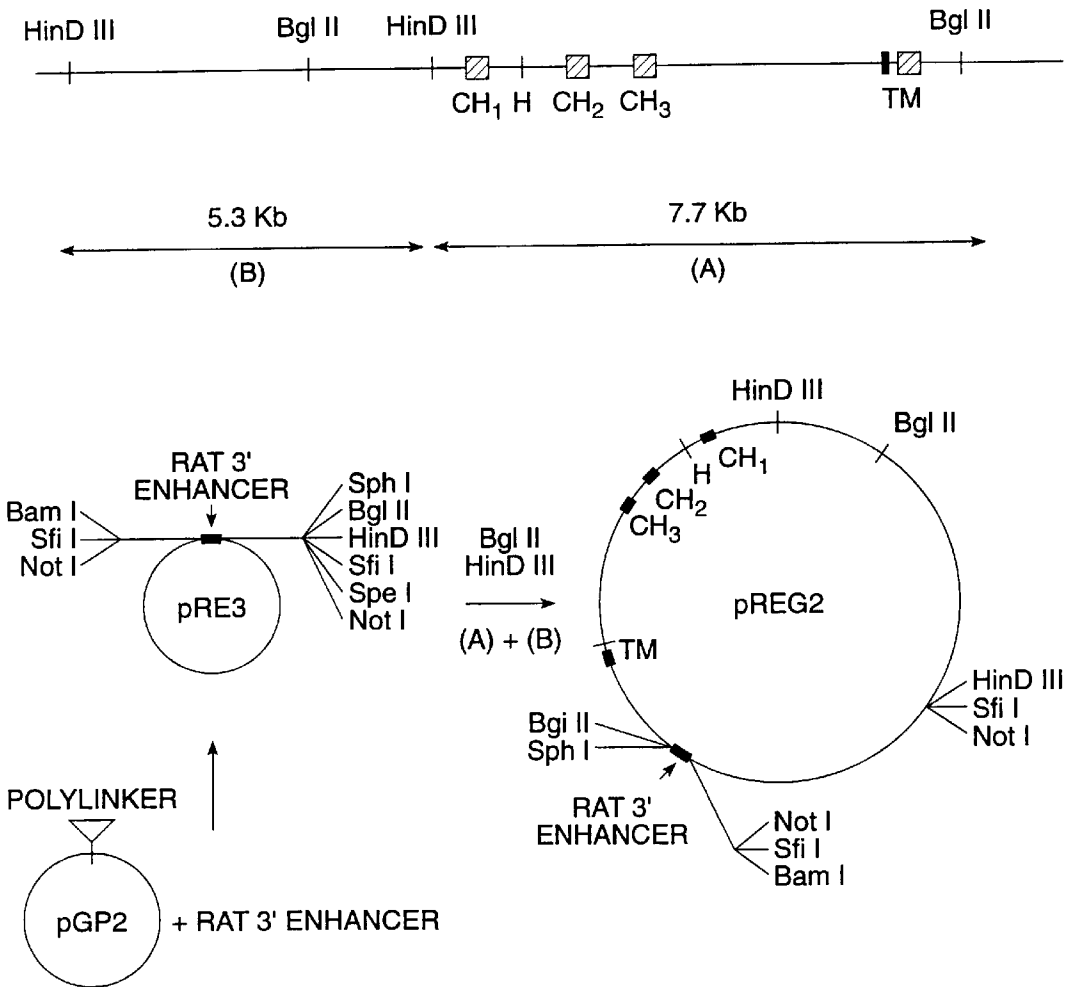 HinD III
Bgl II
HinD III
Bgl II
CH1 H CH2 CH3
TM
5.3 Kb
(B)
7.7 Kb
(A)
RAT 3'
ENHANCER
Bam I
Sfi I
Not I
Sph I
Bgl II
HinD III
Sfi I
Spe I
Not I
pRE3
Bgl II
HinD III
(A) + (B)
HinD III
Bgl II
CH1
H
CH2
CH3
pREG2
TM
Bgi II
Sph I
HinD III
Sfi I
Not I
RAT 3'
ENHANCER
Not I
Sfi I
Bam I
POLYLINKER
pGP2
+ RAT 3' ENHANCER